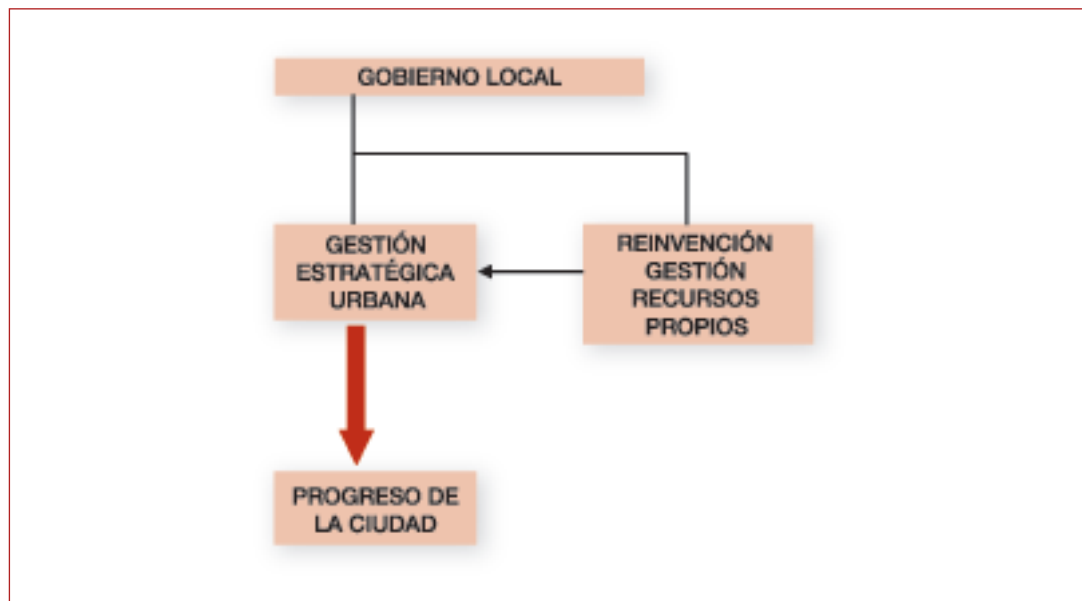 GOBIERNO LOCAL
GESTIÓN
ESTRATÉGICA
URBANA
REINVENCIÓN
GESTIÓN
RECURSOS
PROPIOS
PROGRESO DE
LA CIUDAD